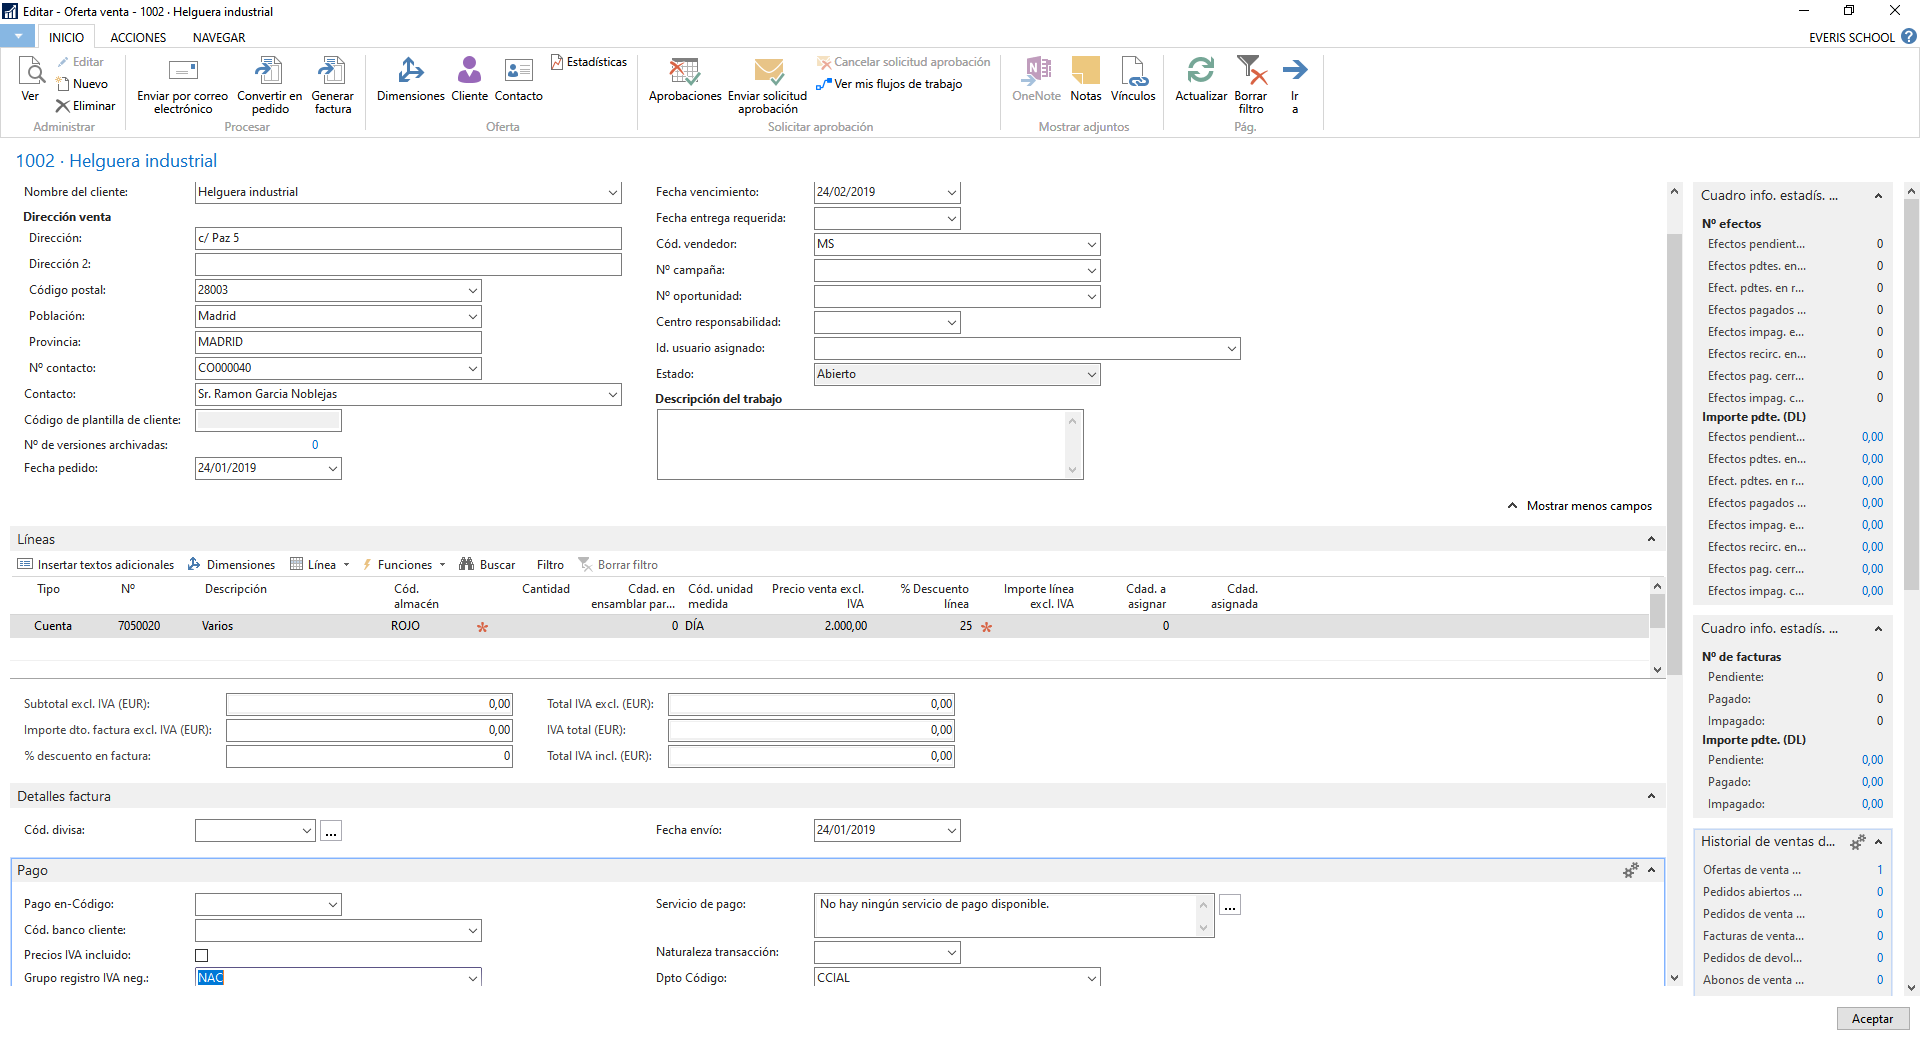 Editar - Oferta venta - 1002 · Helguera industrial
INICIO ACCIONES NAVEGAR
EVERIS SCHOOL
Ver
Editar
Nuevo
Eliminar
Administrar
Enviar por correo electrónico
Convertir en pedido
Generar factura
Procesar
Dimensiones
Cliente
Contacto
Estadísticas
Oferta
Aprobaciones
Enviar solicitud aprobación
Cancelar solicitud aprobación
Ver mis flujos de trabajo
Solicitar aprobación
OneNote
Notas
Vínculos
Mostrar adjuntos
Actualizar
Borrar filtro
Ir a
Pág.
1002 · Helguera industrial
Nombre del cliente: Helguera industrial
Dirección venta
Dirección: c/ Paz 5
Dirección 2:
Código postal: 28003
Población: Madrid
Provincia: MADRID
Nº contacto: CO000040
Contacto: Sr. Ramon Garcia Noblejas
Código de plantilla de cliente:
Nº de versiones archivadas: 0
Fecha pedido: 24/01/2019
Fecha vencimiento: 24/02/2019
Fecha entrega requerida:
Cód. vendedor: MS
Nº campaña:
Nº oportunidad:
Centro responsabilidad:
Id. usuario asignado:
Estado: Abierto
Descripción del trabajo
Mostrar menos campos
Líneas
Insertar textos adicionales Dimensiones Línea Funciones Buscar Filtro Borrar filtro
Tipo Nº Descripción Cód. almacén Cantidad Cdad. en ensamblar par... Cód. unidad medida Precio venta excl. IVA % Descuento línea Importe línea excl. IVA Cdad. a asignar Cdad. asignada
Cuenta 7050020 Varios ROJO * 0 DÍA 2.000,00 25 * 0
Subtotal excl. IVA (EUR): 0,00
Importe dto. factura excl. IVA (EUR): 0,00
% descuento en factura: 0
Total IVA excl. (EUR): 0,00
IVA total (EUR): 0,00
Total IVA incl. (EUR): 0,00
Detalles factura
Cód. divisa: ...
Fecha envío: 24/01/2019
Pago
Pago en-Código:
Cód. banco cliente:
Precios IVA incluido:
Grupo registro IVA neg.: NAC
Servicio de pago: No hay ningún servicio de pago disponible. ...
Naturaleza transacción:
Dpto Código: CCIAL
Cuadro info. estadís. ...
Nº efectos
Efectos pendient... 0
Efectos pdtes. en... 0
Efect. pdtes. en r... 0
Efectos pagados ... 0
Efectos impag. e... 0
Efectos recirc. en... 0
Efectos pag. cerr... 0
Efectos impag. c... 0
Importe pdte. (DL)
Efectos pendient... 0,00
Efectos pdtes. en... 0,00
Efect. pdtes. en r... 0,00
Efectos pagados ... 0,00
Efectos impag. e... 0,00
Efectos recirc. en... 0,00
Efectos pag. cerr... 0,00
Efectos impag. c... 0,00
Cuadro info. estadís. ...
Nº de facturas
Pendiente: 0
Pagado: 0
Impagado: 0
Importe pdte. (DL)
Pendiente: 0,00
Pagado: 0,00
Impagado: 0,00
Historial de ventas d...
Ofertas de venta ... 1
Pedidos abiertos ... 0
Pedidos de venta ... 0
Facturas de venta... 0
Pedidos de devol... 0
Abonos de venta ... 0
Aceptar